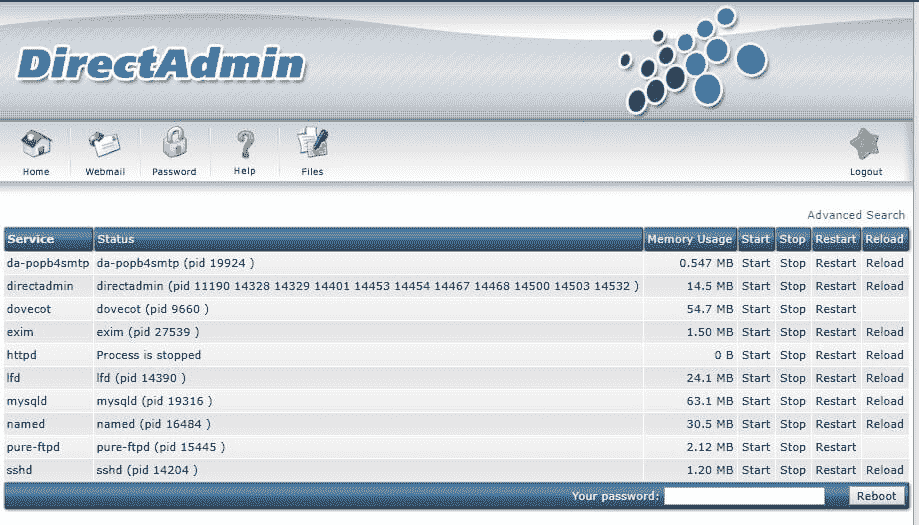 DirectAdmin
Home Webmail Password Help Files Logout
Advanced Search
Service Status Memory Usage Start Stop Restart Reload
da-popb4smtp da-popb4smtp (pid 19924 ) 0.547 MB Start Stop Restart Reload
directadmin directadmin (pid 11190 14328 14329 14401 14453 14454 14467 14468 14500 14503 14532 ) 14.5 MB Start Stop Restart Reload
dovecot dovecot (pid 9660 ) 54.7 MB Start Stop Restart
exim exim (pid 27539 ) 1.50 MB Start Stop Restart Reload
httpd Process is stopped 0 B Start Stop Restart Reload
lfd lfd (pid 14390 ) 24.1 MB Start Stop Restart Reload
mysqld mysqld (pid 19316 ) 63.1 MB Start Stop Restart Reload
named named (pid 16484 ) 30.5 MB Start Stop Restart Reload
pure-ftpd pure-ftpd (pid 15445 ) 2.12 MB Start Stop Restart
sshd sshd (pid 14204 ) 1.20 MB Start Stop Restart Reload
Your password: Reboot